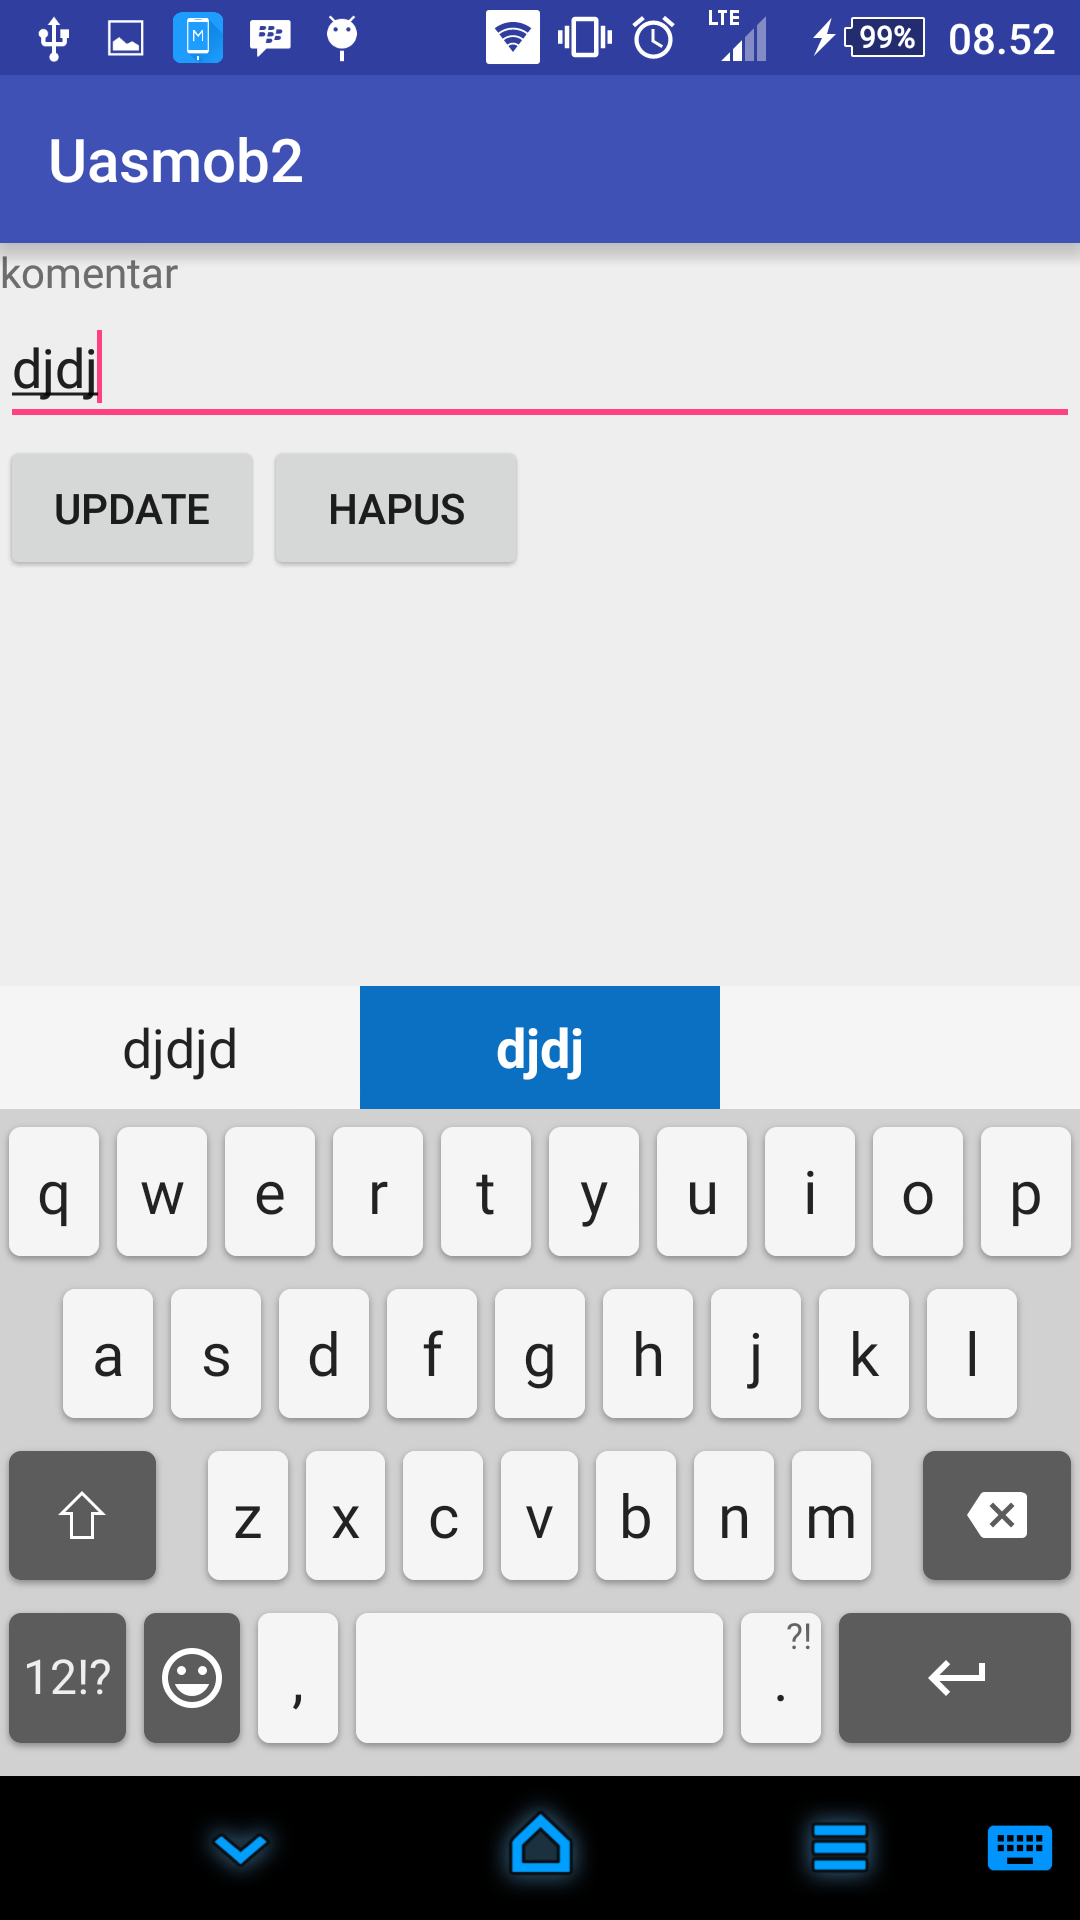 LTE 99% 08.52
Uasmob2
komentar
djdj
UPDATE HAPUS
djdjd djdj
q w e r t y u i o p
a s d f g h j k l
z x c v b n m
12!? , . ?!